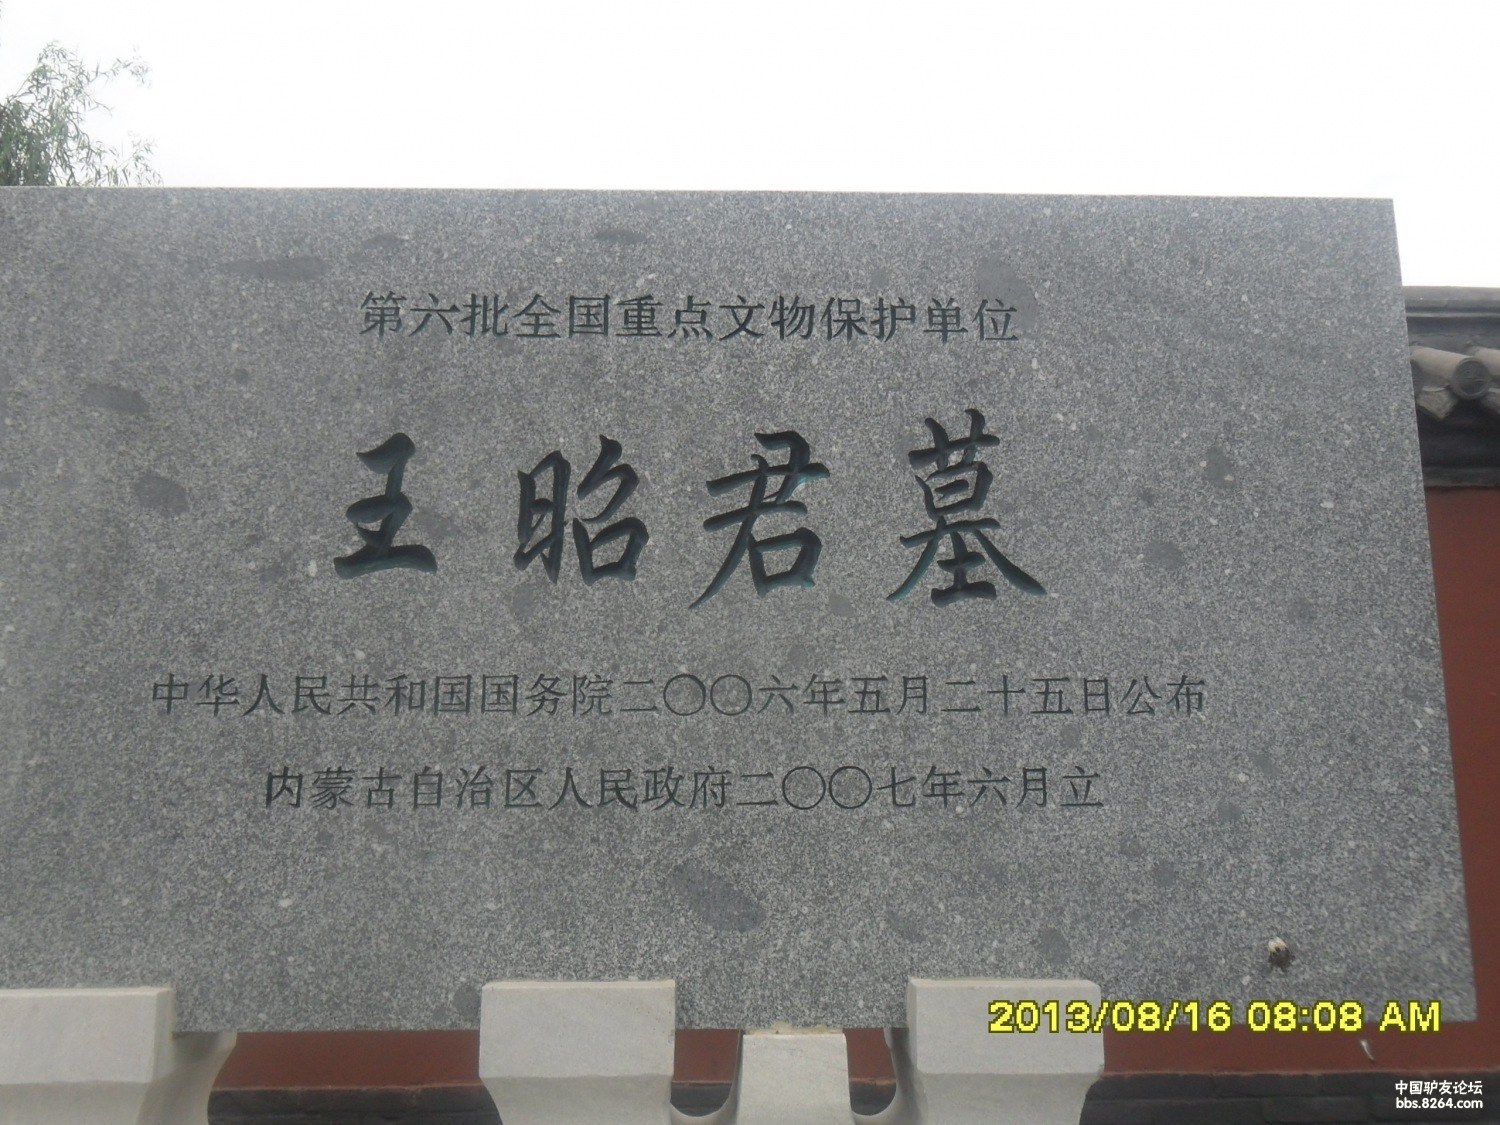 第六批全国重点文物保护单位
王昭君墓
中华人民共和国国务院二〇〇六年五月二十五日公布
内蒙古自治区人民政府二〇〇七年六月立
2013/08/16 08:08 AM
中国驴友论坛
bbs.8264.com